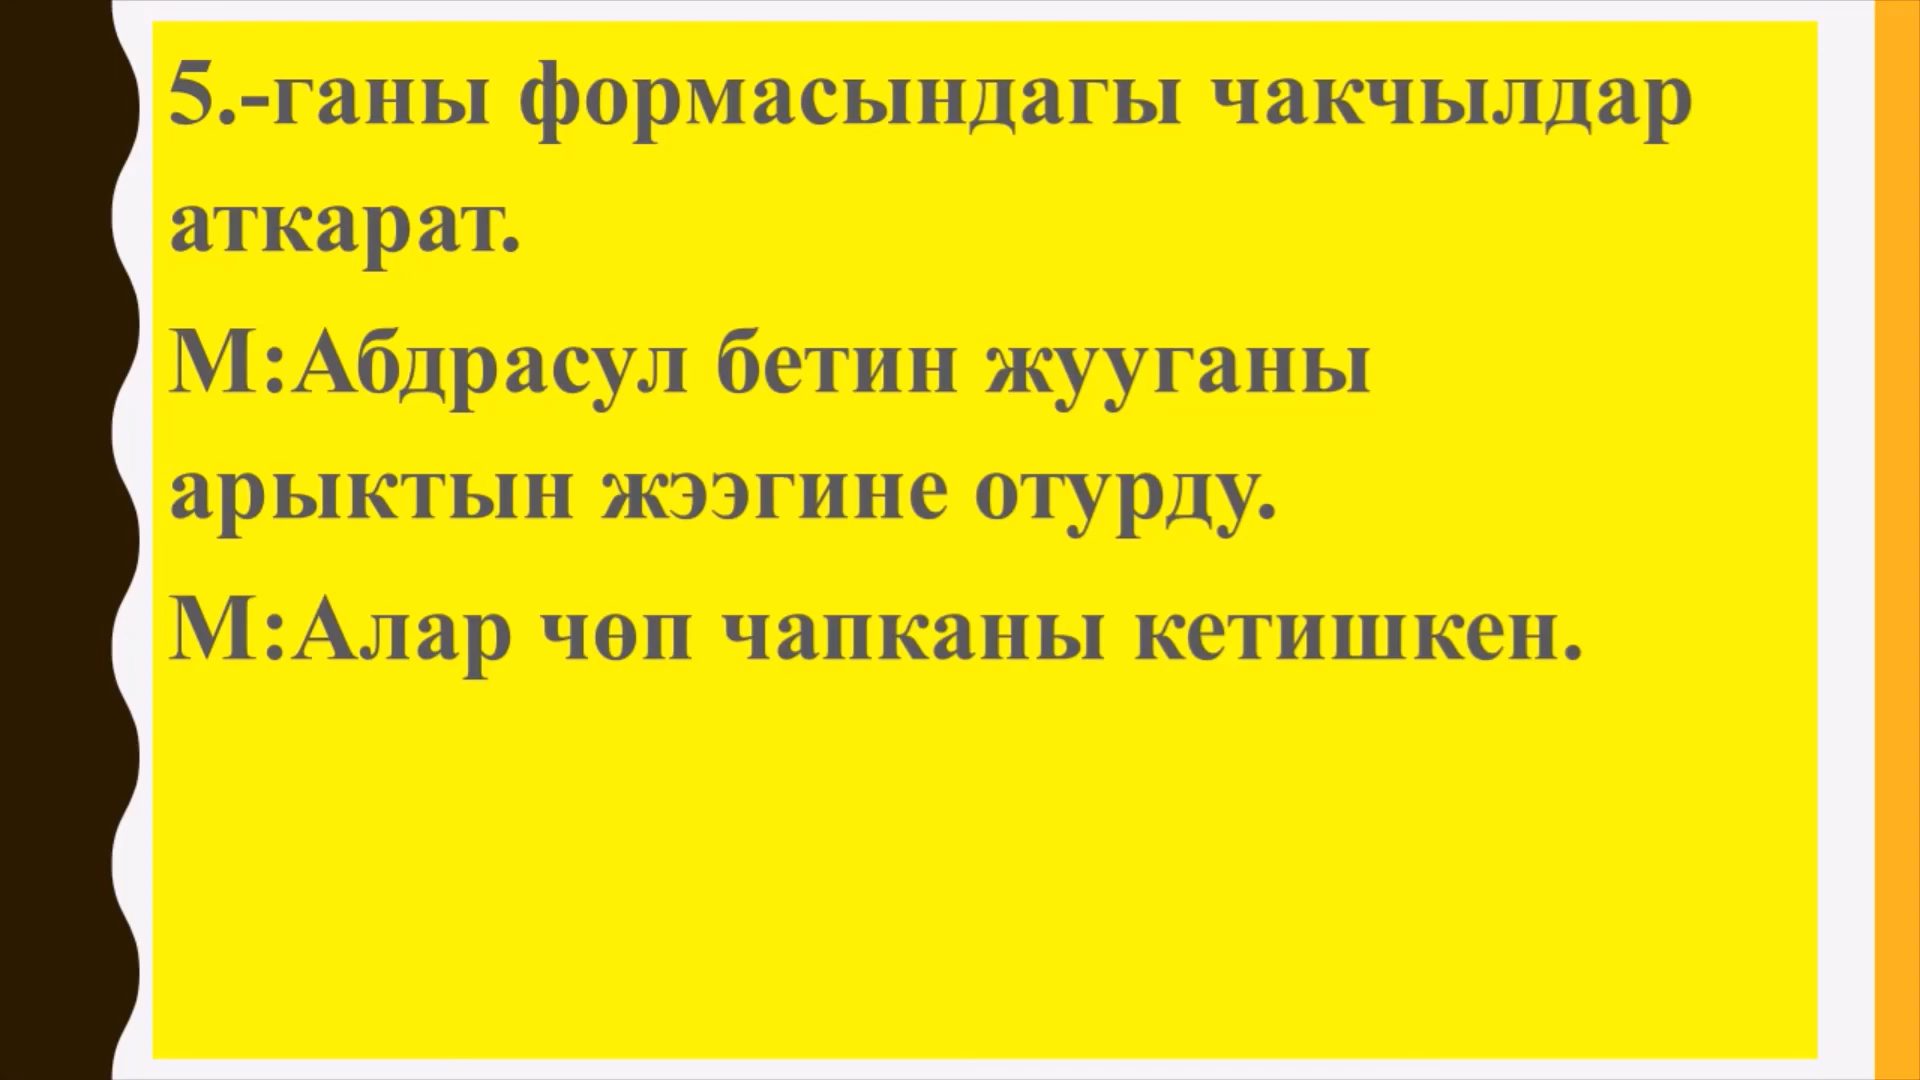 5.-ганы формасындагы чакчылдар
аткарат.
М:Абдрасул бетин жууганы
арыктын жээгине отурду.
М:Алар чөп чапканы кетишкен.